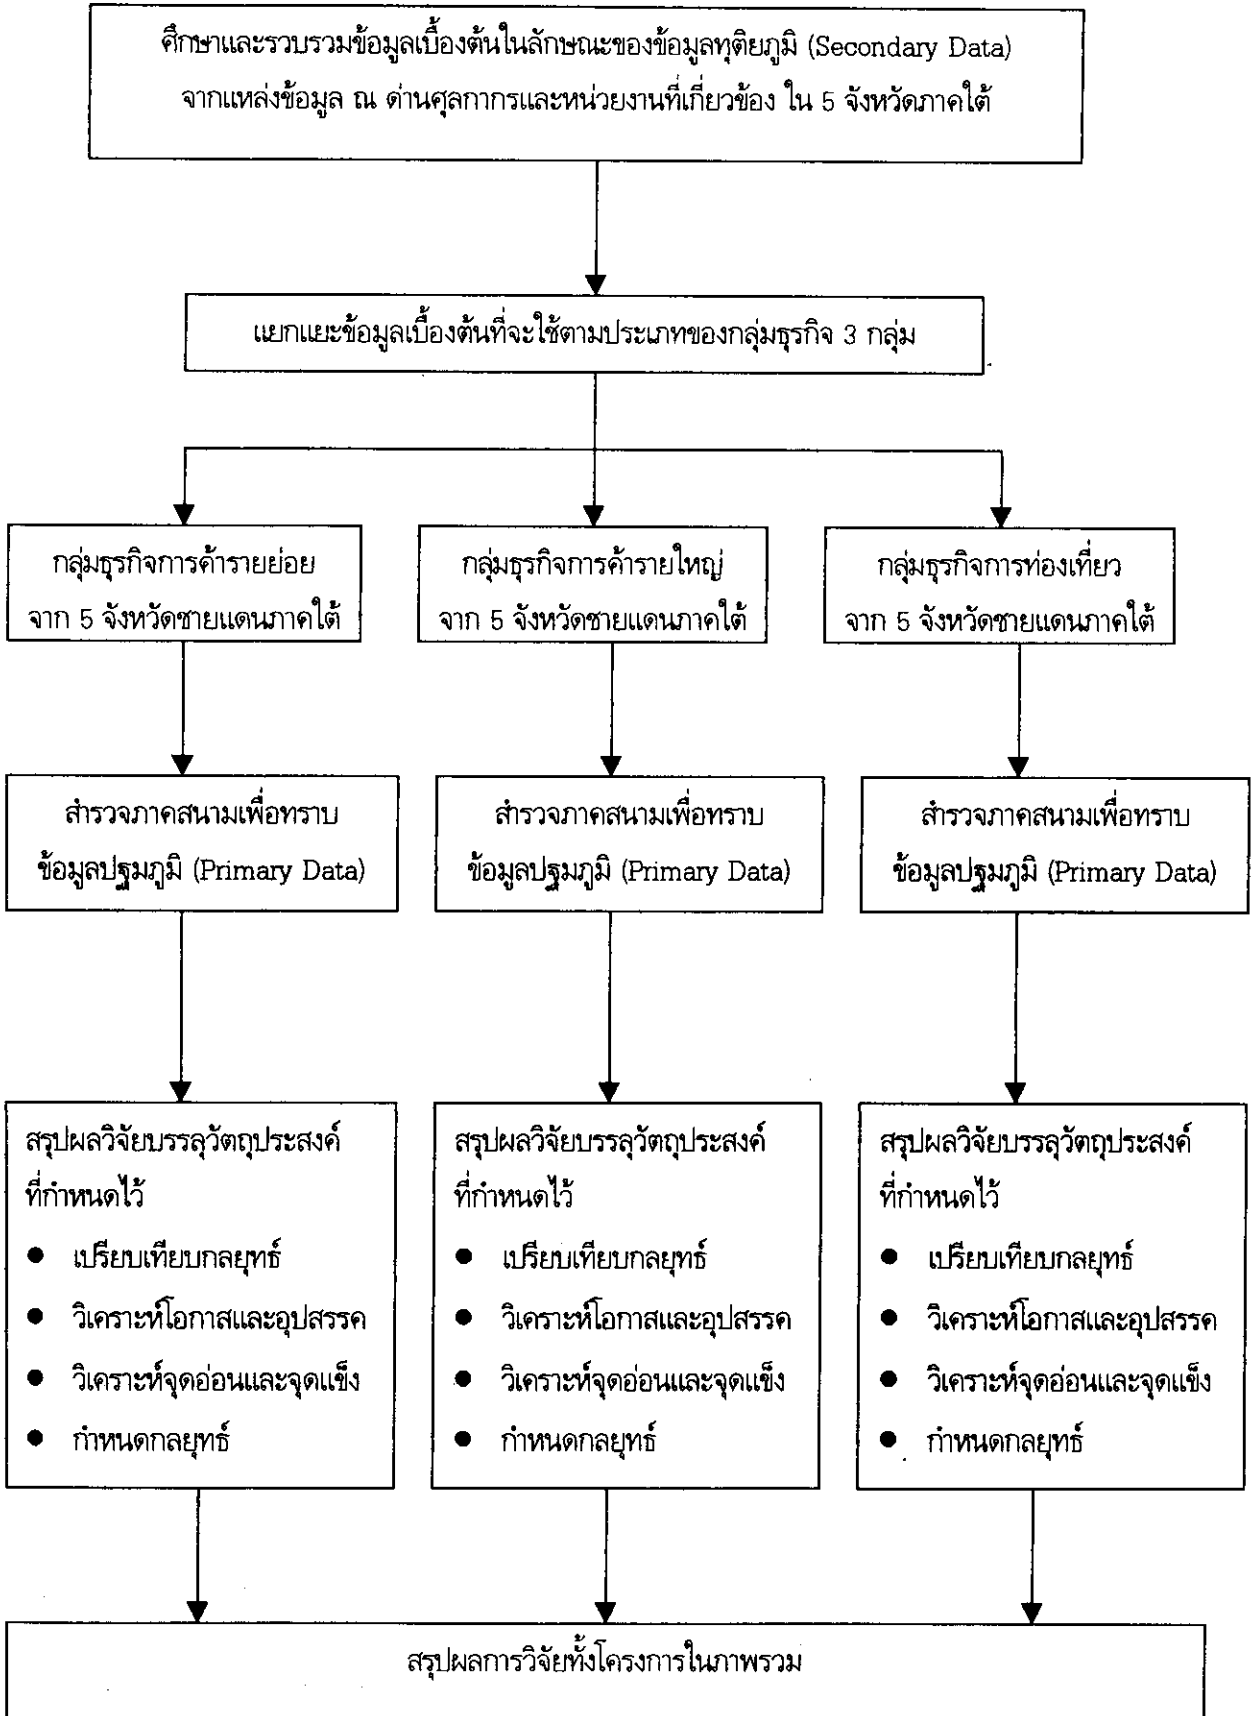 ศึกษาและรวบรวมข้อมูลเบื้องต้นในลักษณะของข้อมูลทุติยภูมิ (Secondary Data)
จากแหล่งข้อมูล ณ ด่านศุลกากรและหน่วยงานที่เกี่ยวข้อง ใน 5 จังหวัดภาคใต้
แยกแยะข้อมูลเบื้องต้นที่จะใช้ตามประเภทของกลุ่มธุรกิจ 3 กลุ่ม
กลุ่มธุรกิจการค้ารายย่อย
จาก 5 จังหวัดชายแดนภาคใต้
กลุ่มธุรกิจการค้ารายใหญ่
จาก 5 จังหวัดชายแดนภาคใต้
กลุ่มธุรกิจการท่องเที่ยว
จาก 5 จังหวัดชายแดนภาคใต้
สำรวจภาคสนามเพื่อทราบ
ข้อมูลปฐมภูมิ (Primary Data)
สำรวจภาคสนามเพื่อทราบ
ข้อมูลปฐมภูมิ (Primary Data)
สำรวจภาคสนามเพื่อทราบ
ข้อมูลปฐมภูมิ (Primary Data)
สรุปผลวิจัยบรรลุวัตถุประสงค์
ที่กำหนดไว้
● เปรียบเทียบกลยุทธ์
● วิเคราะห์โอกาสและอุปสรรค
● วิเคราะห์จุดอ่อนและจุดแข็ง
● กำหนดกลยุทธ์
สรุปผลวิจัยบรรลุวัตถุประสงค์
ที่กำหนดไว้
● เปรียบเทียบกลยุทธ์
● วิเคราะห์โอกาสและอุปสรรค
● วิเคราะห์จุดอ่อนและจุดแข็ง
● กำหนดกลยุทธ์
สรุปผลวิจัยบรรลุวัตถุประสงค์
ที่กำหนดไว้
● เปรียบเทียบกลยุทธ์
● วิเคราะห์โอกาสและอุปสรรค
● วิเคราะห์จุดอ่อนและจุดแข็ง
● กำหนดกลยุทธ์
สรุปผลการวิจัยทั้งโครงการในภาพรวม